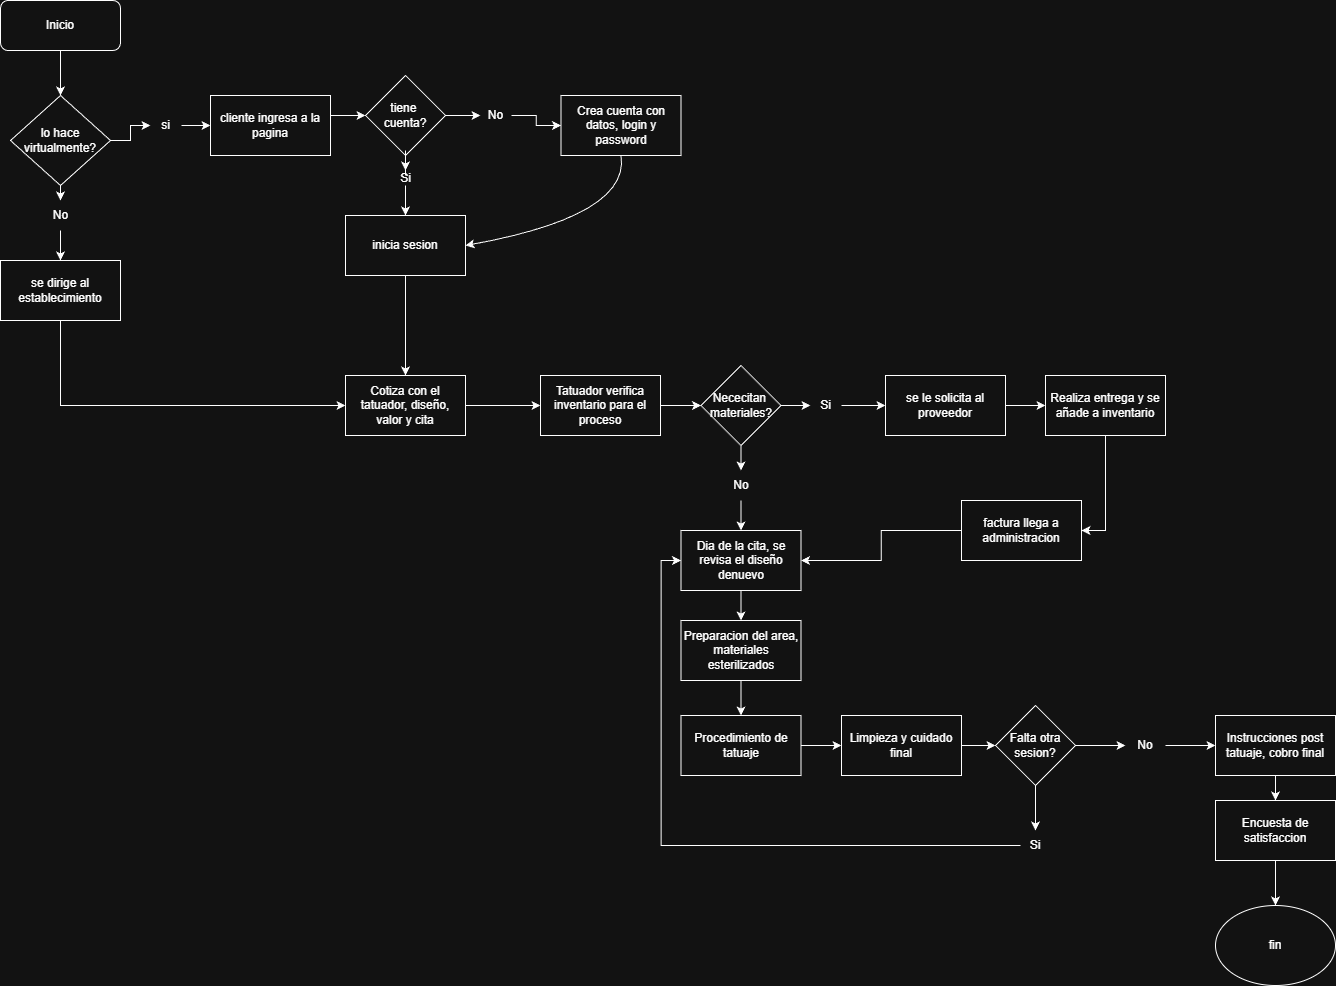 Inicio
lo hace
virtualmente?
si
cliente ingresa a la
pagina
tiene
cuenta?
No
Crea cuenta con
datos, login y
password
Si
No
inicia sesion
se dirige al
establecimiento
Cotiza con el
tatuador, diseño,
valor y cita
Tatuador verifica
inventario para el
proceso
Nececitan
materiales?
Si
se le solicita al
proveedor
Realiza entrega y se
añade a inventario
No
factura llega a
administracion
Dia de la cita, se
revisa el diseño
denuevo
Preparacion del area,
materiales
esterilizados
Procedimiento de
tatuaje
Limpieza y cuidado
final
Falta otra
sesion?
No
Instrucciones post
tatuaje, cobro final
Si
Encuesta de
satisfaccion
fin